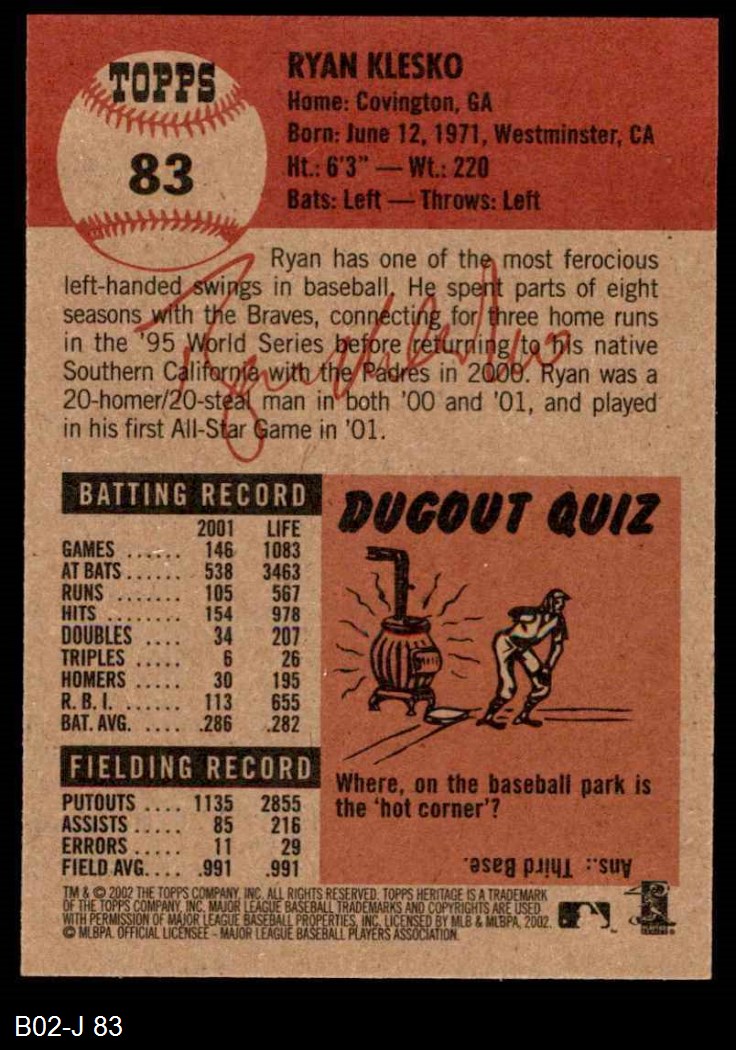 TOPPS
83
RYAN KLESKO
Home: Covington, GA
Born: June 12, 1971, Westminster, CA
Ht.: 6'3" — Wt.: 220
Bats: Left — Throws: Left
Ryan has one of the most ferocious
left-handed swings in baseball. He spent parts of eight
seasons with the Braves, connecting for three home runs
in the '95 World Series before returning to his native
Southern California with the Padres in 2000. Ryan was a
20-homer/20-steal man in both '00 and '01, and played
in his first All-Star Game in '01.
BATTING RECORD
2001 LIFE
GAMES ...... 146 1083
AT BATS ...... 538 3463
RUNS ....... 105 567
HITS ........ 154 978
DOUBLES .... 34 207
TRIPLES ..... 6 26
HOMERS ..... 30 195
R. B. I. ...... 113 655
BAT. AVG. .... .286 .282
FIELDING RECORD
PUTOUTS .... 1135 2855
ASSISTS .... 85 216
ERRORS .... 11 29
FIELD AVG.... .991 .991
DUGOUT QUIZ
Where, on the baseball park is
the 'hot corner'?
Ans.: Third Base.
TM & © 2002 THE TOPPS COMPANY, INC. ALL RIGHTS RESERVED. TOPPS HERITAGE IS A TRADEMARK
OF THE TOPPS COMPANY, INC. MAJOR LEAGUE BASEBALL TRADEMARKS AND COPYRIGHTS ARE USED
WITH PERMISSION OF MAJOR LEAGUE BASEBALL PROPERTIES, INC. LICENSED BY MLB & MLBPA, 2002.
© MLBPA. OFFICIAL LICENSEE - MAJOR LEAGUE BASEBALL PLAYERS ASSOCIATION.
B02-J 83